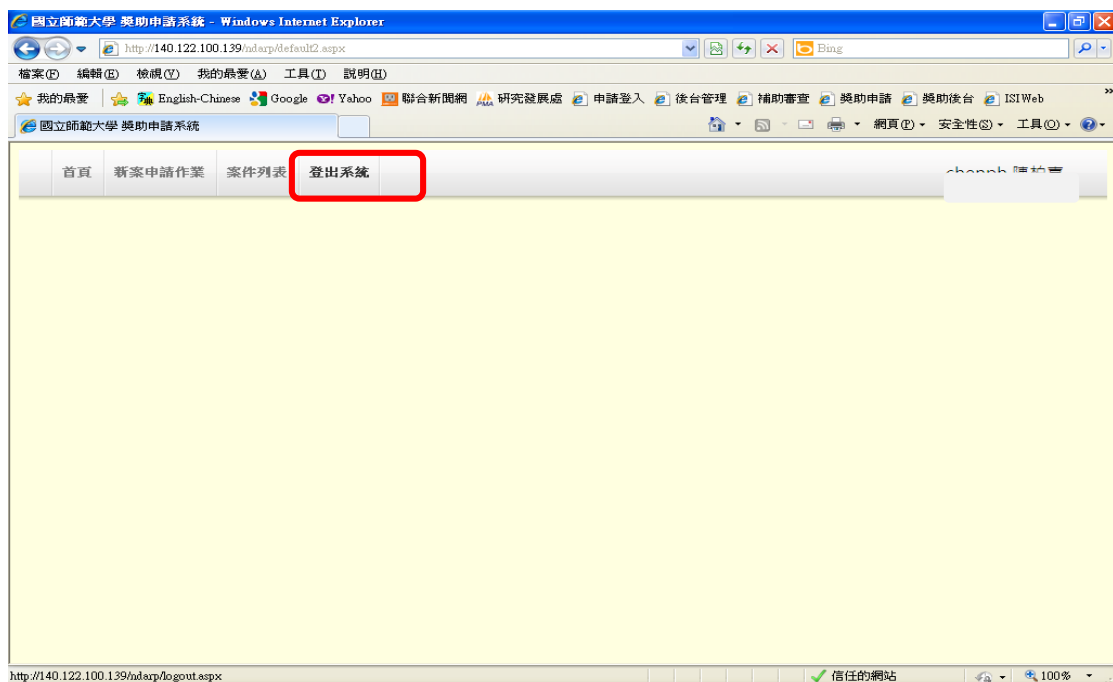 國立師範大學 獎助申請系統 - Windows Internet Explorer
http://140.122.100.139/ndarp/default2.aspx
Bing
檔案(F) 編輯(E) 檢視(V) 我的最愛(A) 工具(T) 說明(H)
我的最愛 English-Chinese Google Yahoo 聯合新聞網 研究發展處 申請登入 後台管理 補助審查 獎助申請 獎助後台 ISIWeb »
國立師範大學 獎助申請系統 網頁(P) 安全性(S) 工具(O)
首頁 新案申請作業 案件列表 登出系統
http://140.122.100.139/ndarp/logout.aspx 信任的網站 100%